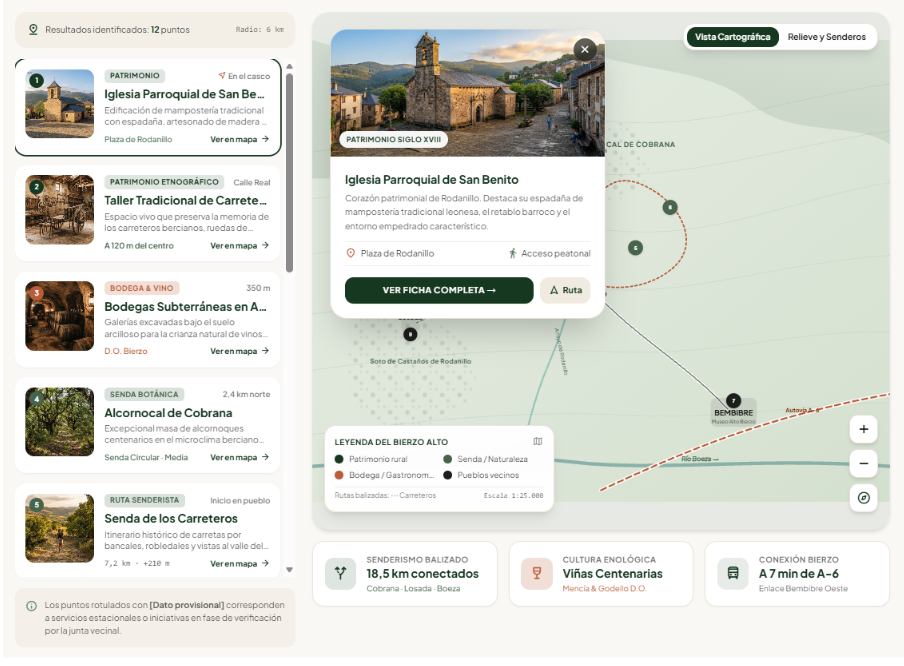 Resultados identificados: 12 puntos
Radio: 6 km
1
PATRIMONIO
En el casco
Iglesia Parroquial de San Be...
Edificación de mampostería tradicional
con espadaña, artesonado de madera ...
Plaza de Rodanillo
Ver en mapa →
2
PATRIMONIO ETNOGRÁFICO
Calle Real
Taller Tradicional de Carrete...
Espacio vivo que preserva la memoria de
los carreteros bercianos, ruedas de...
A 120 m del centro
Ver en mapa →
3
BODEGA & VINO
350 m
Bodegas Subterráneas en A...
Galerías excavadas bajo el suelo
arcilloso para la crianza natural de vinos...
D.O. Bierzo
Ver en mapa →
4
SENDA BOTÁNICA
2,4 km norte
Alcornocal de Cobrana
Excepcional masa de alcornoques
centenarios en el microclima berciano...
Senda Circular · Media
Ver en mapa →
5
RUTA SENDERISTA
Inicio en pueblo
Senda de los Carreteros
Itinerario histórico de carretas por
bancales, robledales y vistas al valle del...
7,2 km · +210 m
Ver en mapa →
Los puntos rotulados con [Dato provisional] corresponden
a servicios estacionales o iniciativas en fase de verificación
por la junta vecinal.
Vista Cartográfica
Relieve y Senderos
PATRIMONIO SIGLO XVIII
Iglesia Parroquial de San Benito
Corazón patrimonial de Rodanillo. Destaca su espadaña de
mampostería tradicional leonesa, el retablo barroco y el
entorno empedrado característico.
Plaza de Rodanillo
Acceso peatonal
VER FICHA COMPLETA →
Ruta
CAL DE COBRANA
Soto de Castaños de Rodanillo
7
BEMBIBRE
Museo Alto Bierzo
Autovía A-6
Río Boeza →
LEYENDA DEL BIERZO ALTO
Patrimonio rural
Senda / Naturaleza
Bodega / Gastronom...
Pueblos vecinos
Rutas balizadas: --- Carreteros
Escala 1:25.000
+
−
SENDERISMO BALIZADO
18,5 km conectados
Cobrana · Losada · Boeza
CULTURA ENOLÓGICA
Viñas Centenarias
Mencía & Godello D.O.
CONEXIÓN BIERZO
A 7 min de A-6
Enlace Bembibre Oeste